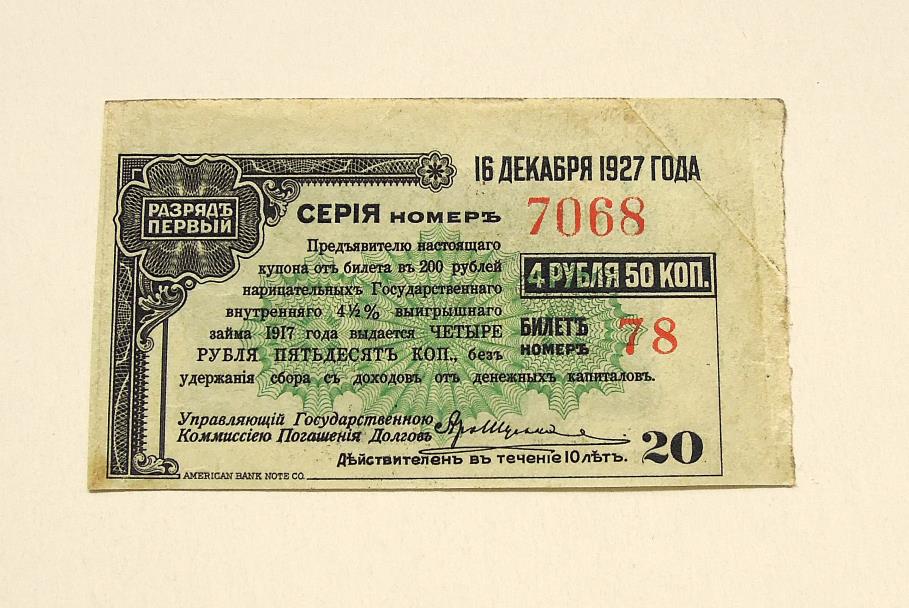 16 ДЕКАБРЯ 1927 ГОДА
РАЗРЯДЪ
ПЕРВЫЙ
СЕРІЯ НОМЕРЪ 7068
Предъявителю настоящаго
купона отъ билета въ 200 рублей
нарицательныхъ Государственнаго
внутренняго 4½% выигрышнаго
займа 1917 года выдается ЧЕТЫРЕ
РУБЛЯ ПЯТЬДЕСЯТЪ КОП., безъ
удержанія сбора съ доходовъ отъ денежныхъ капиталовъ.
4 РУБЛЯ 50 КОП.
БИЛЕТЪ
НОМЕРЪ 78
Управляющій Государственною
Коммиссіею Погашенія Долговъ
Дѣйствителенъ въ теченіе 10 лѣтъ.
20
AMERICAN BANK NOTE CO.